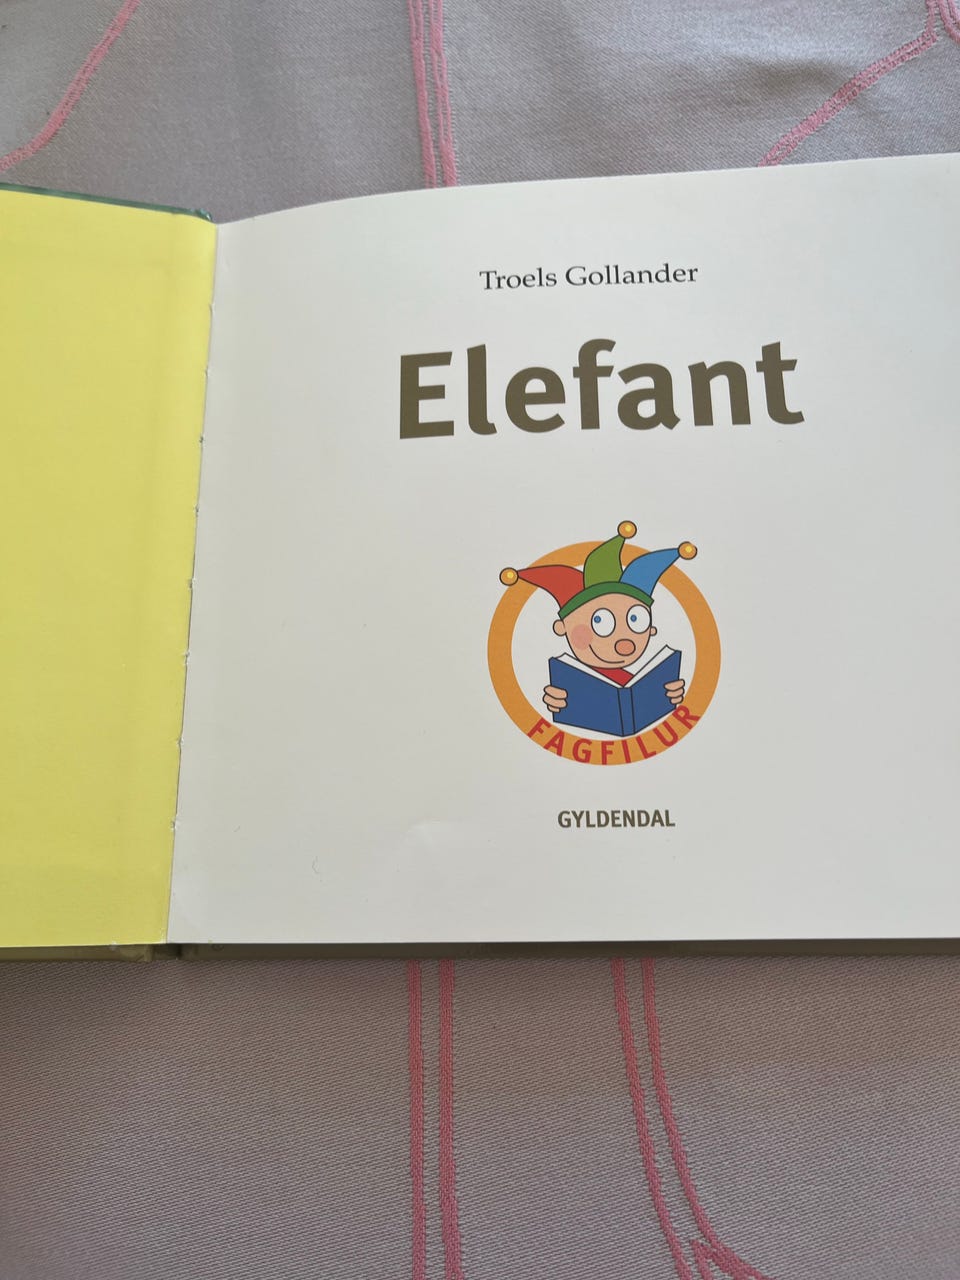 Troels Gollander
Elefant
FAGFILUR
GYLDENDAL